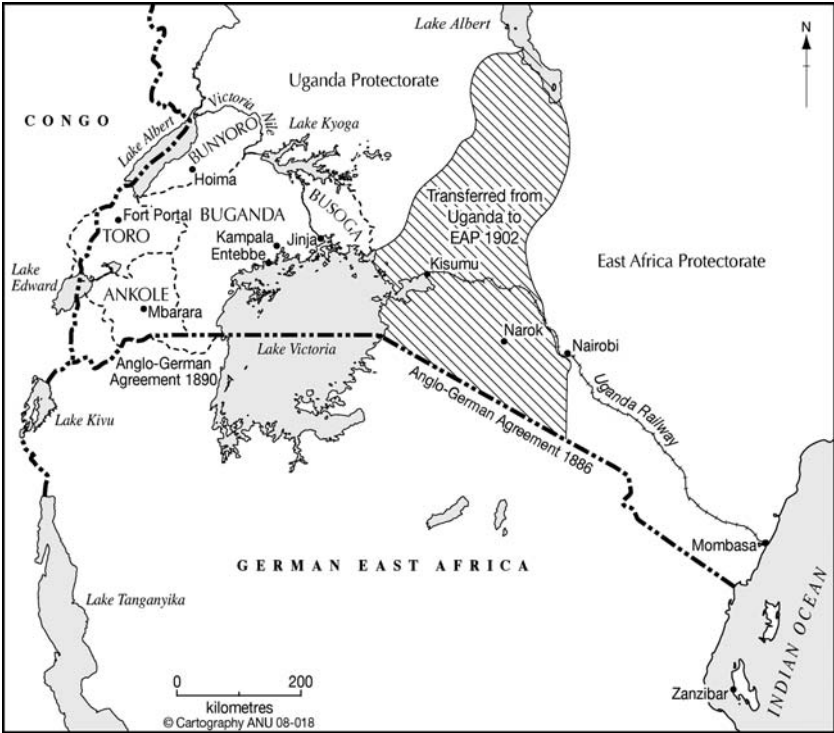 Lake Albert
N
Uganda Protectorate
CONGO
Victoria
Nile
Lake Kyoga
Lake Albert
BUNYORO
Hoima
Transferred from
Uganda to
EAP 1902
BUSOGA
Fort Portal
BUGANDA
TORO
Kampala
Jinja
Entebbe
Kisumu
East Africa Protectorate
Lake
Edward
ANKOLE
Mbarara
Narok
Nairobi
Lake Victoria
Anglo-German
Agreement 1890
Anglo-German Agreement 1886
Uganda Railway
Lake Kivu
Mombasa
GERMAN EAST AFRICA
Lake Tanganyika
INDIAN OCEAN
Zanzibar
0 200
kilometres
© Cartography ANU 08-018